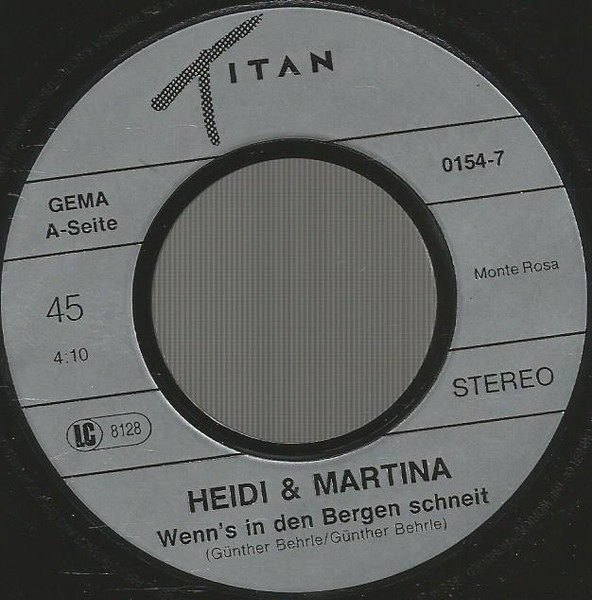 TITAN
GEMA
A-Seite
0154-7
45
4:10
Monte Rosa
STEREO
LC 8128
HEIDI & MARTINA
Wenn's in den Bergen schneit
(Günther Behrle/Günther Behrle)